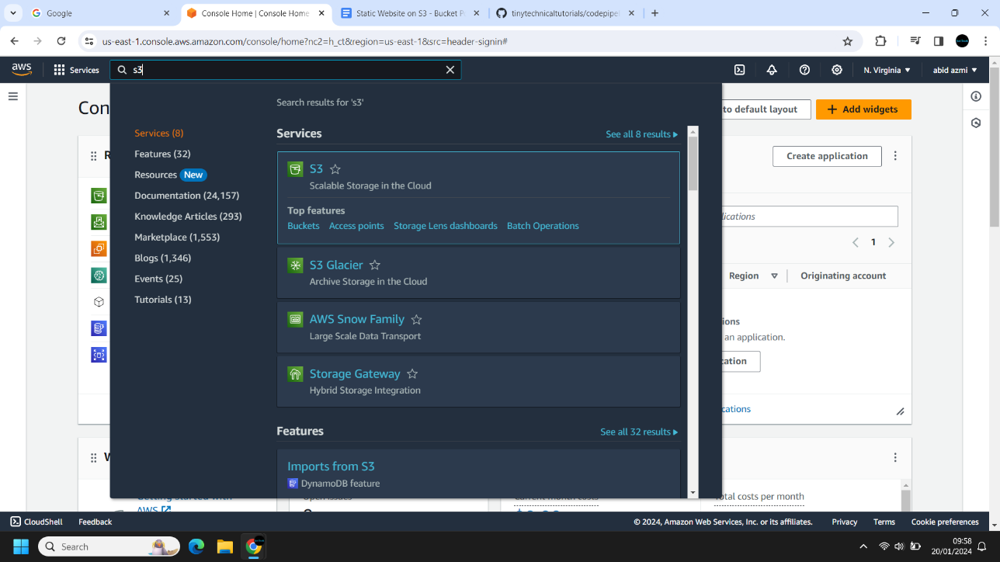 Google
Console Home | Console Home
Static Website on S3 - Bucket P
tinytechnicaltutorials/codepipe
us-east-1.console.aws.amazon.com/console/home?nc2=h_ct&region=us-east-1&src=header-signin#
aws
Services
s3
N. Virginia
abid azmi
Con
Search results for 's3'
to default layout
Add widgets
Services (8)
Features (32)
Resources New
Documentation (24,157)
Knowledge Articles (293)
Marketplace (1,553)
Blogs (1,346)
Events (25)
Tutorials (13)
Services
See all 8 results
S3
Scalable Storage in the Cloud
Top features
Buckets Access points Storage Lens dashboards Batch Operations
S3 Glacier
Archive Storage in the Cloud
AWS Snow Family
Large Scale Data Transport
Storage Gateway
Hybrid Storage Integration
Features
See all 32 results
Imports from S3
DynamoDB feature
R
Create application
lications
1
Region
Originating account
ions
an application.
cation
cations
W
Getting started with
AWS
Open issues
Current month costs
Total costs per month
CloudShell
Feedback
© 2024, Amazon Web Services, Inc. or its affiliates.
Privacy
Terms
Cookie preferences
Search
09:58
20/01/2024